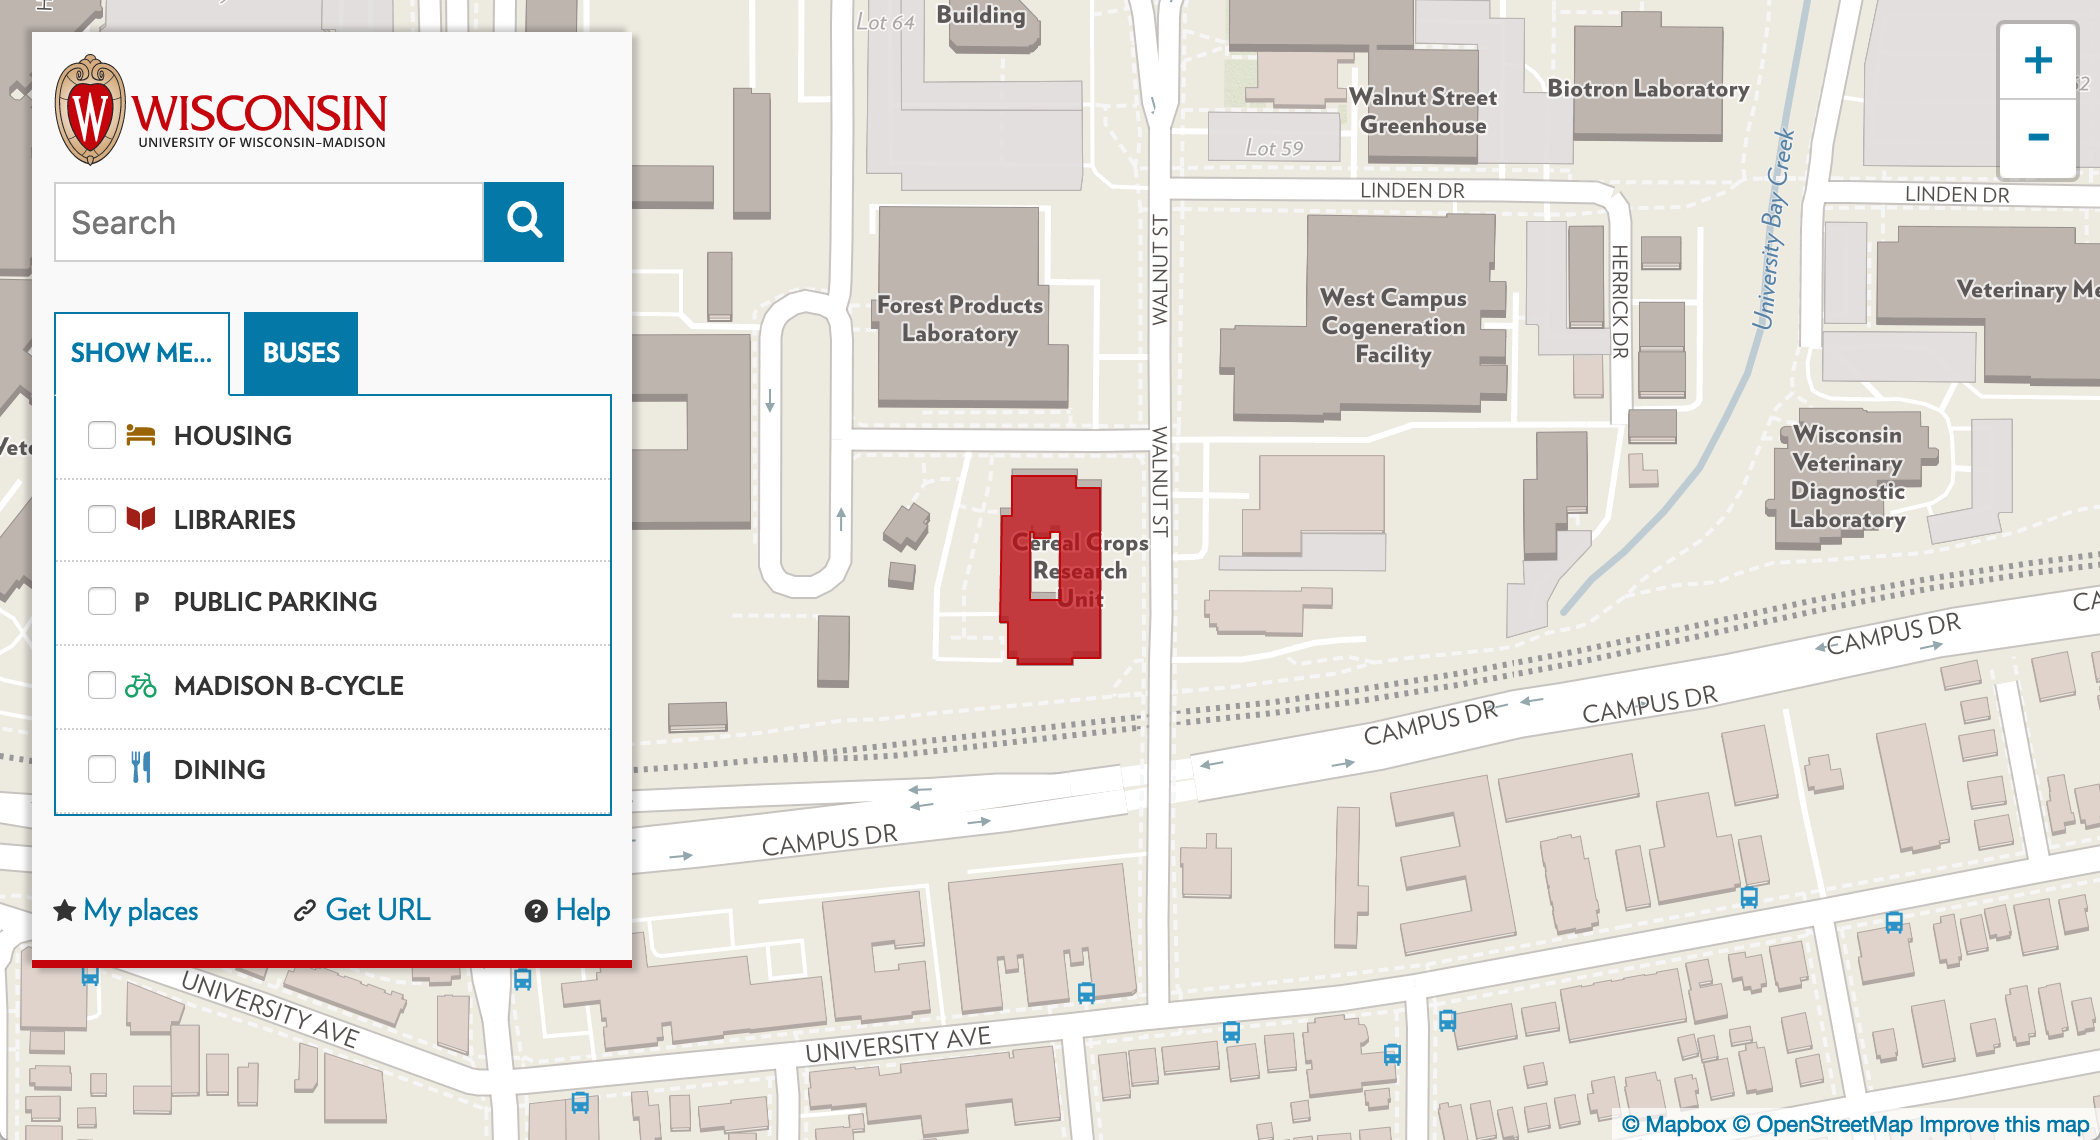 W
WISCONSIN
UNIVERSITY OF WISCONSIN–MADISON
Search
SHOW ME...
BUSES
HOUSING
LIBRARIES
P
PUBLIC PARKING
MADISON B-CYCLE
DINING
My places
Get URL
? Help
Lot 64
Building
Walnut Street
Greenhouse
Biotron Laboratory
Lot 59
LINDEN DR
LINDEN DR
University Bay Creek
WALNUT ST
HERRICK DR
Forest Products
Laboratory
West Campus
Cogeneration
Facility
Veterinary Me
Wisconsin
Veterinary
Diagnostic
Laboratory
WALNUT ST
Cereal Crops
Research
Unit
CAMPUS DR
CAMPUS DR
CAMPUS DR
CAMPUS DR
CA
UNIVERSITY AVE
UNIVERSITY AVE
+
-
© Mapbox © OpenStreetMap Improve this map